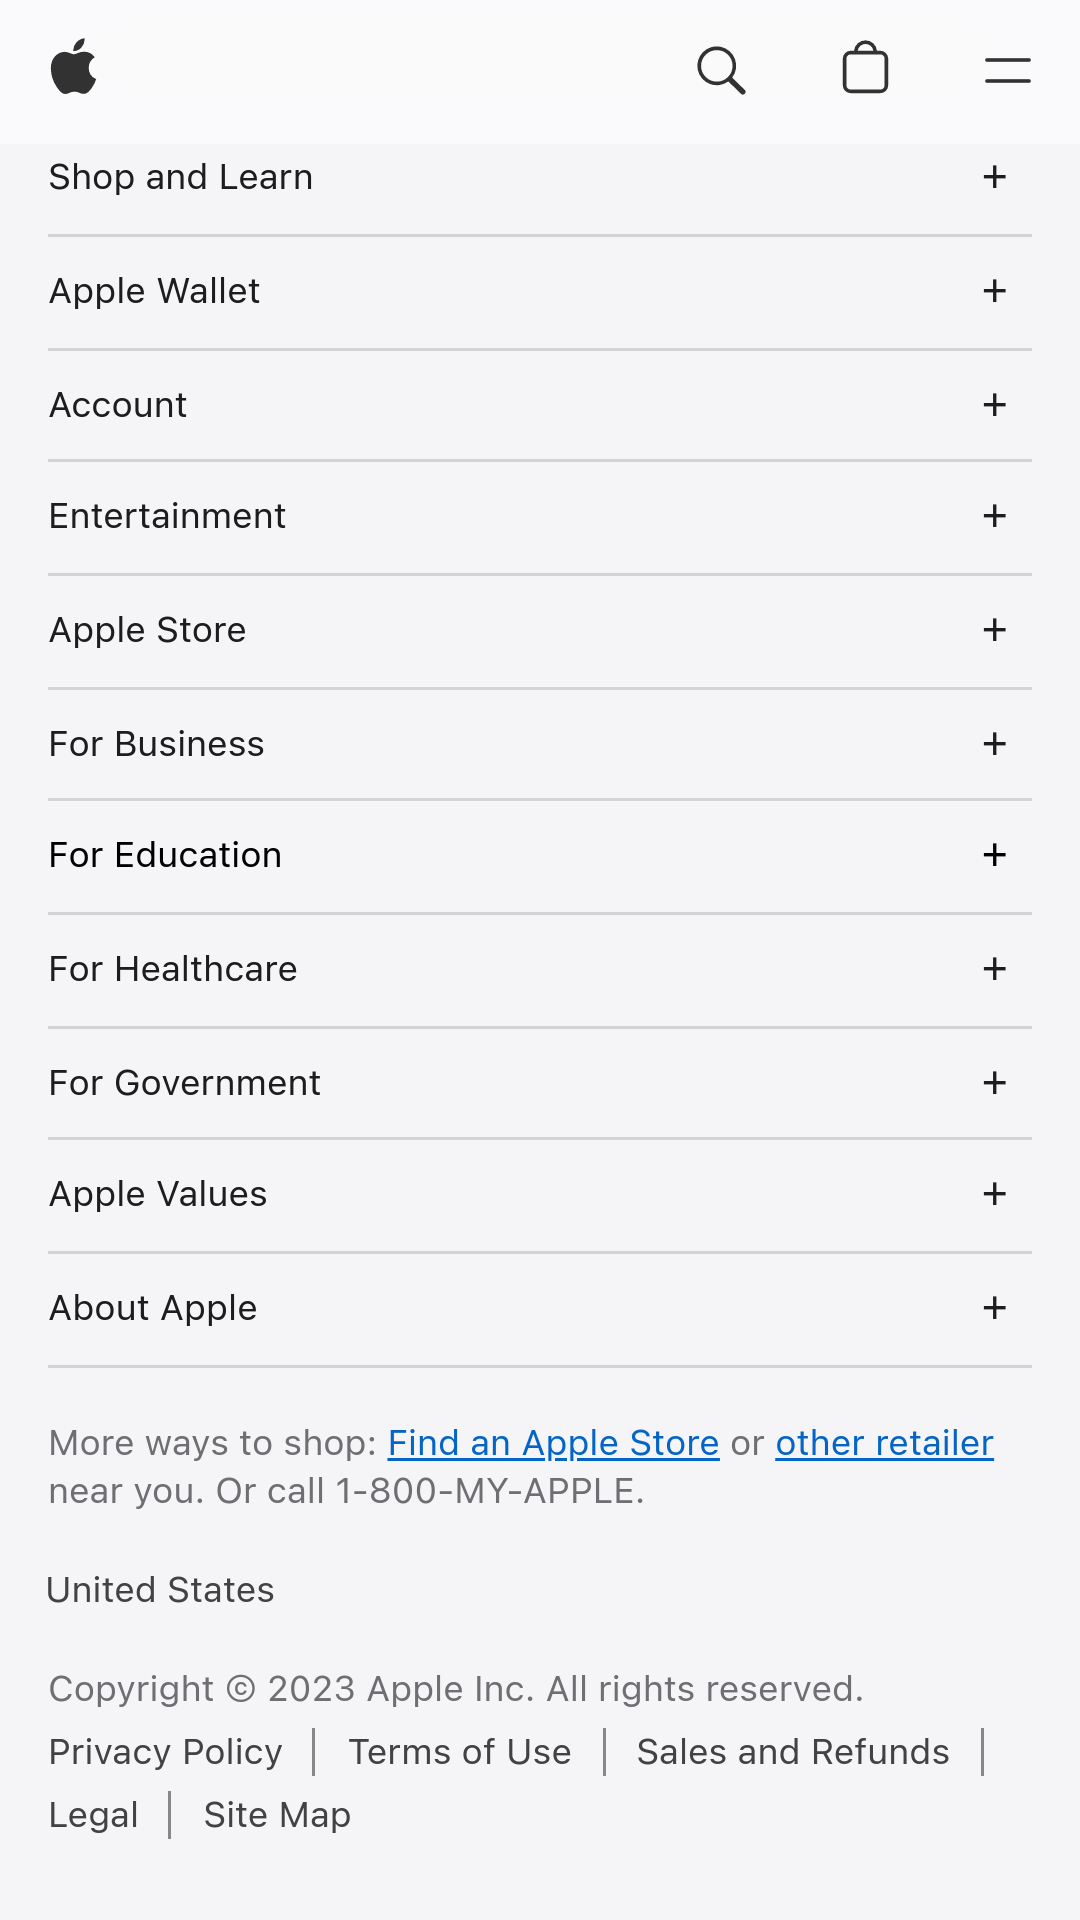 Shop and Learn +
Apple Wallet +
Account +
Entertainment +
Apple Store +
For Business +
For Education +
For Healthcare +
For Government +
Apple Values +
About Apple +
More ways to shop: Find an Apple Store or other retailer
near you. Or call 1-800-MY-APPLE.
United States
Copyright © 2023 Apple Inc. All rights reserved.
Privacy Policy | Terms of Use | Sales and Refunds |
Legal | Site Map